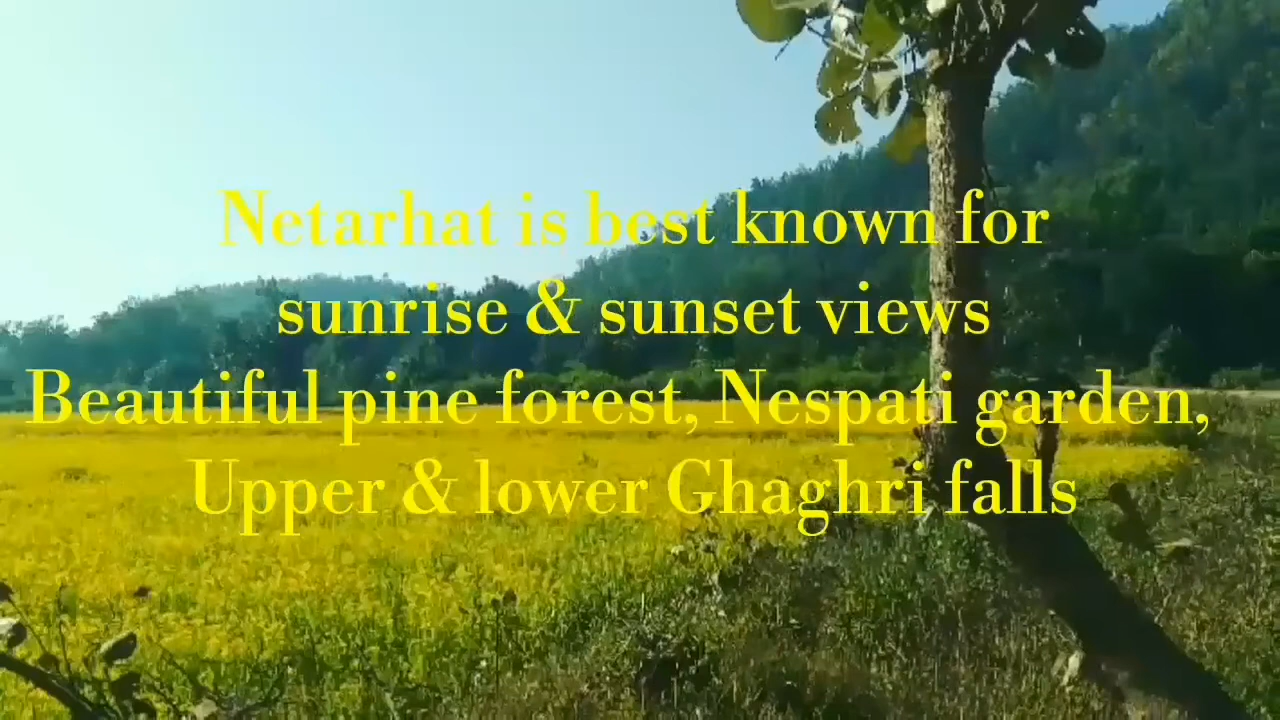 Netarhat is best known for
sunrise & sunset views
Beautiful pine forest, Nespati garden,
Upper & lower Ghaghri falls